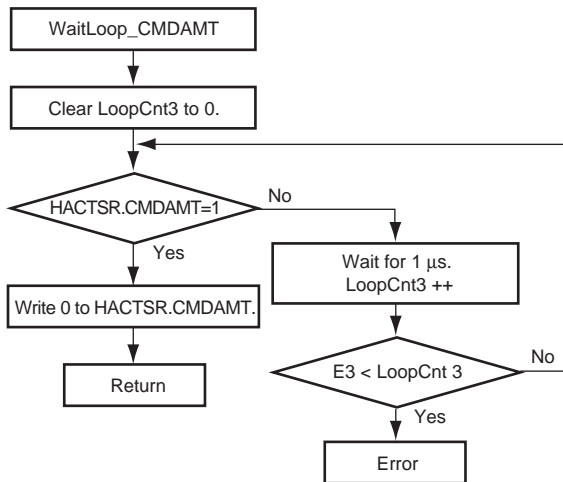 WaitLoop_CMDAMT
Clear LoopCnt3 to 0.
HACTSR.CMDAMT=1
No
Yes
Wait for 1 μs.
LoopCnt3 ++
Write 0 to HACTSR.CMDAMT.
Return
E3 < LoopCnt 3
No
Yes
Error